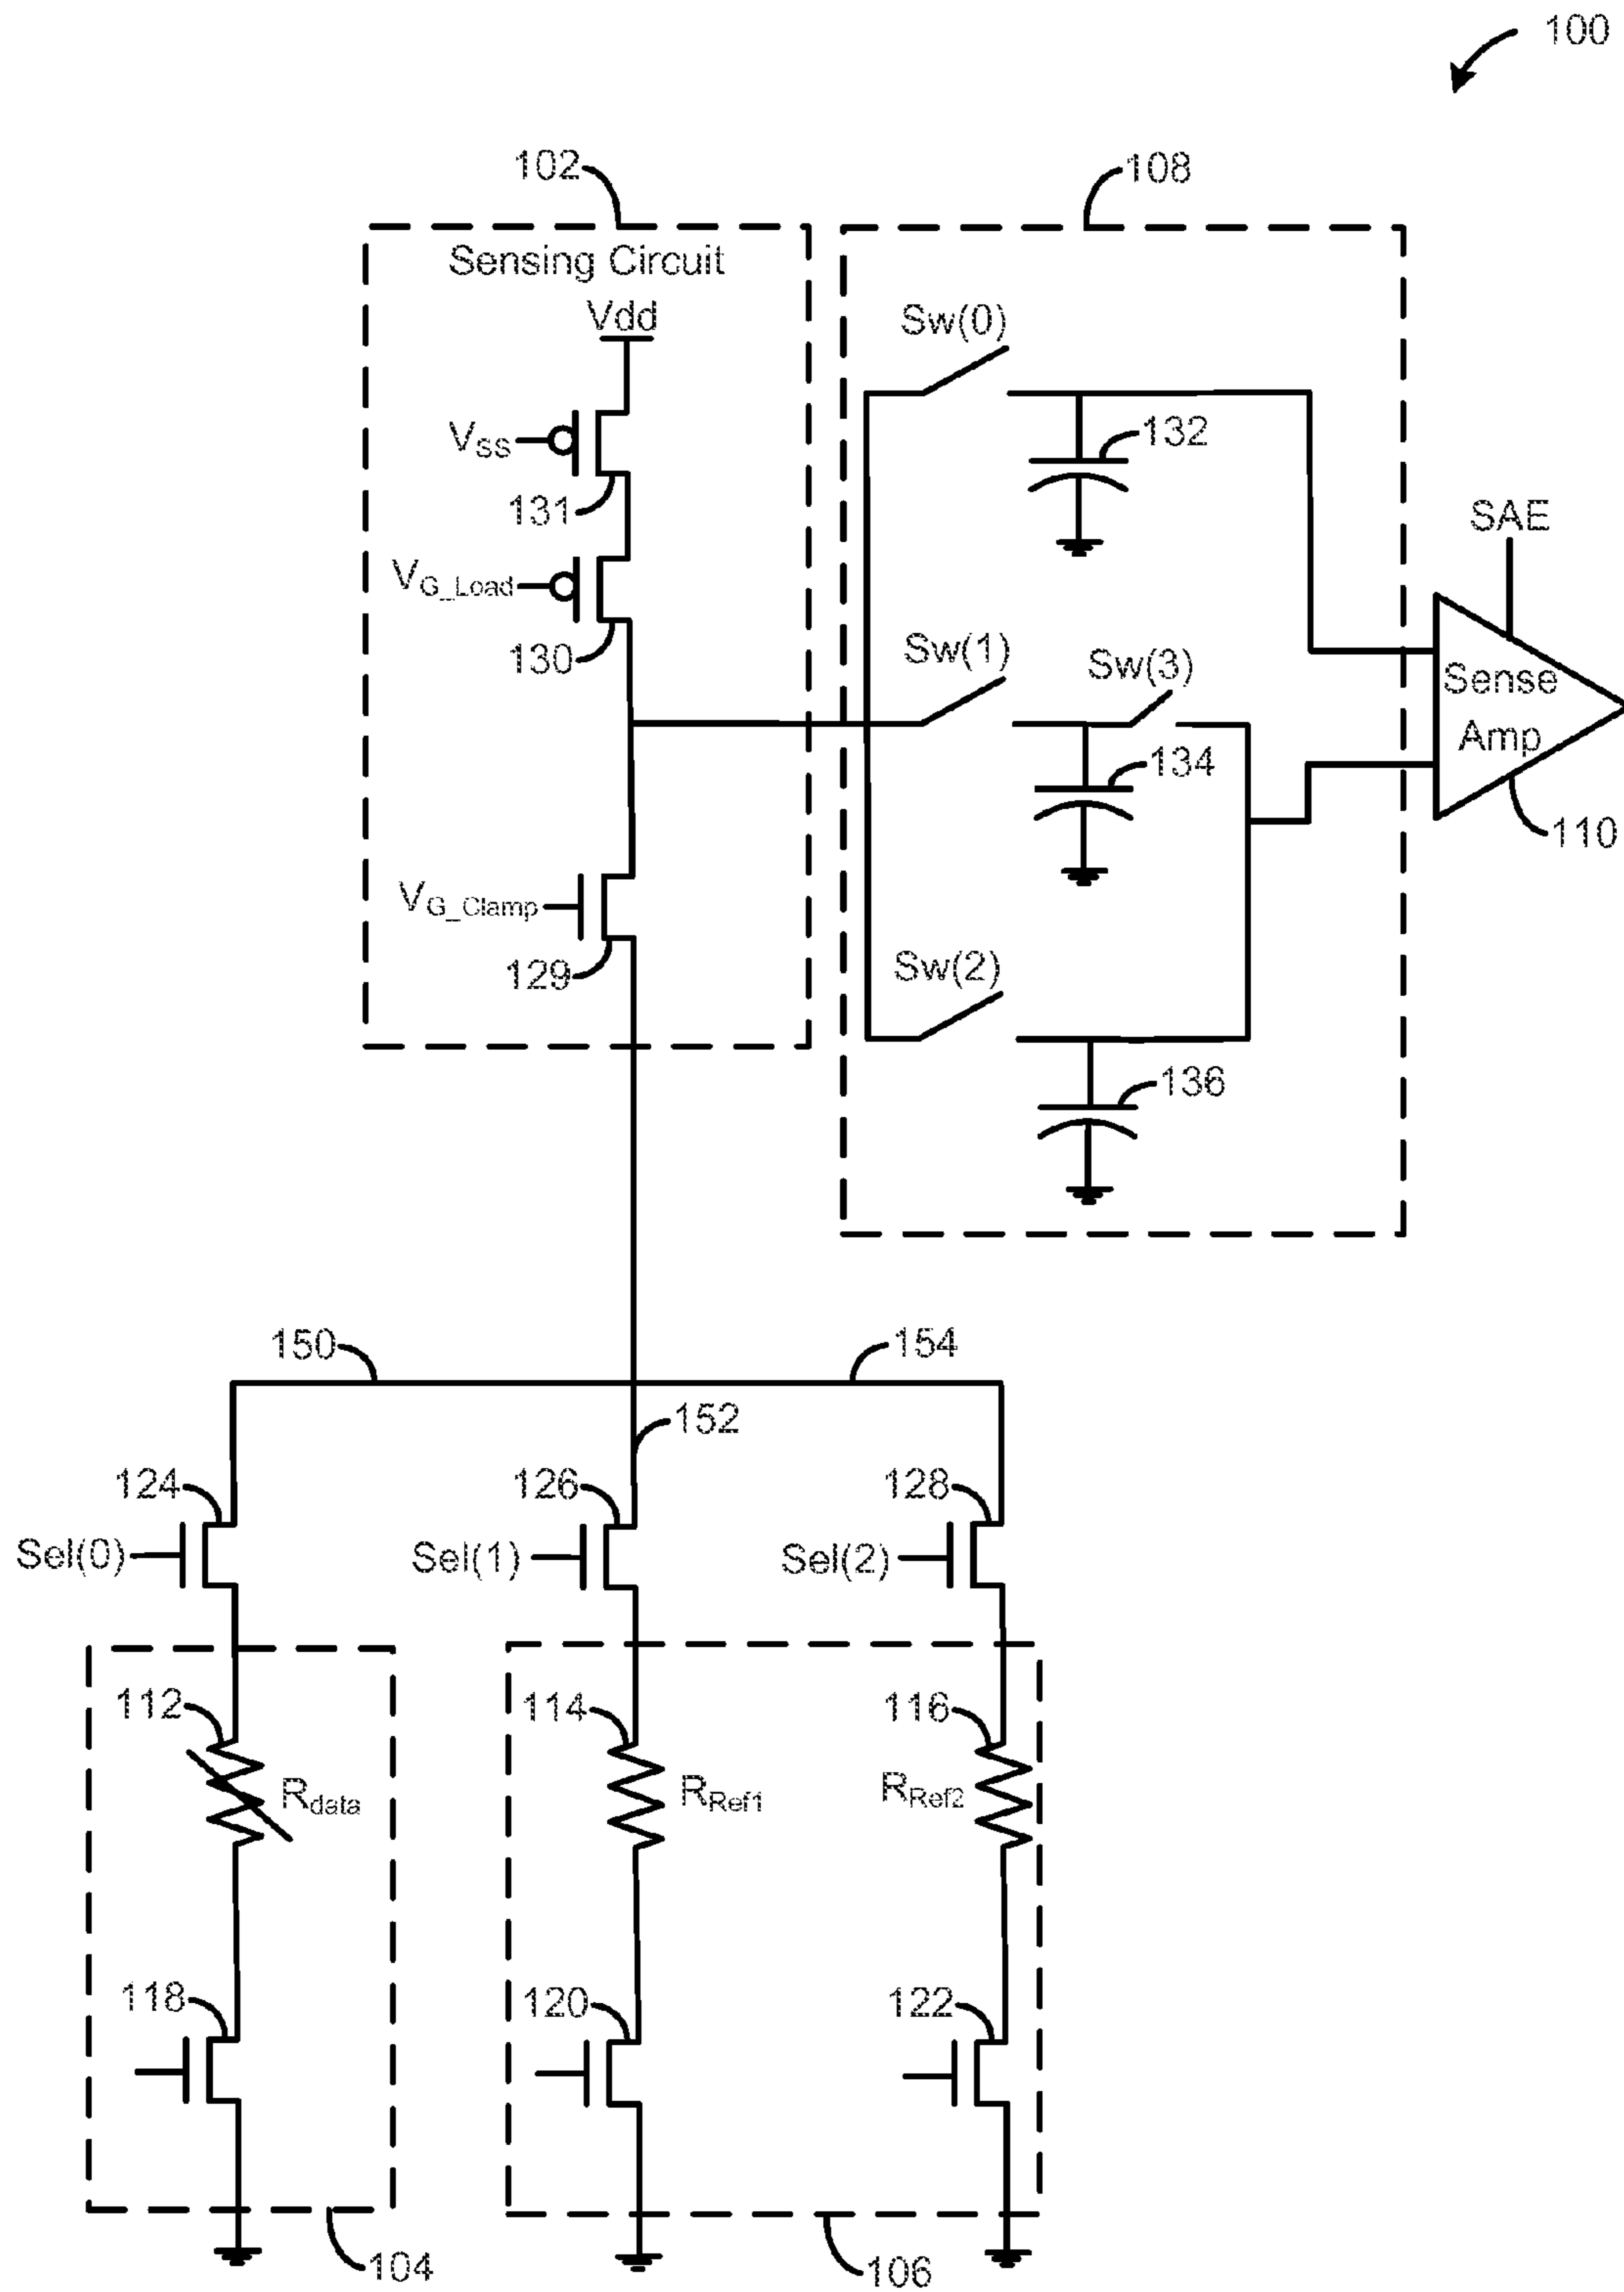 100
102
108
Sensing Circuit
Vdd
Sw(0)
VSS
132
131
SAE
VG_Load
130
Sw(1)
Sw(3)
Sense
Amp
134
110
VG_Clamp
129
Sw(2)
136
150
154
152
124
126
128
Sel(0)
Sel(1)
Sel(2)
112
114
116
Rdata
RRef1
RRef2
118
120
122
104
106